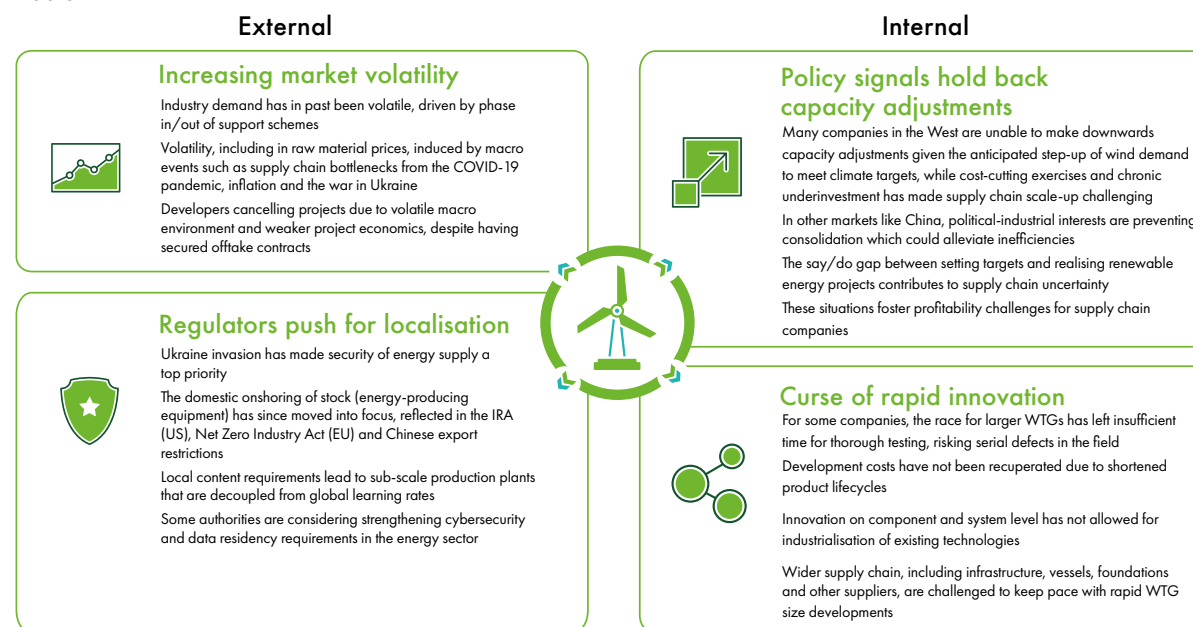 External
Increasing market volatility
Industry demand has in past been volatile, driven by phase
in/out of support schemes
Volatility, including in raw material prices, induced by macro
events such as supply chain bottlenecks from the COVID-19
pandemic, inflation and the war in Ukraine
Developers cancelling projects due to volatile macro
environment and weaker project economics, despite having
secured offtake contracts
Regulators push for localisation
Ukraine invasion has made security of energy supply a
top priority
The domestic onshoring of stock (energy-producing
equipment) has since moved into focus, reflected in the IRA
(US), Net Zero Industry Act (EU) and Chinese export
restrictions
Local content requirements lead to sub-scale production plants
that are decoupled from global learning rates
Some authorities are considering strengthening cybersecurity
and data residency requirements in the energy sector
Internal
Policy signals hold back
capacity adjustments
Many companies in the West are unable to make downwards
capacity adjustments given the anticipated step-up of wind demand
to meet climate targets, while cost-cutting exercises and chronic
underinvestment has made supply chain scale-up challenging
In other markets like China, political-industrial interests are preventing
consolidation which could alleviate inefficiencies
The say/do gap between setting targets and realising renewable
energy projects contributes to supply chain uncertainty
These situations foster profitability challenges for supply chain
companies
Curse of rapid innovation
For some companies, the race for larger WTGs has left insufficient
time for thorough testing, risking serial defects in the field
Development costs have not been recuperated due to shortened
product lifecycles
Innovation on component and system level has not allowed for
industrialisation of existing technologies
Wider supply chain, including infrastructure, vessels, foundations
and other suppliers, are challenged to keep pace with rapid WTG
size developments